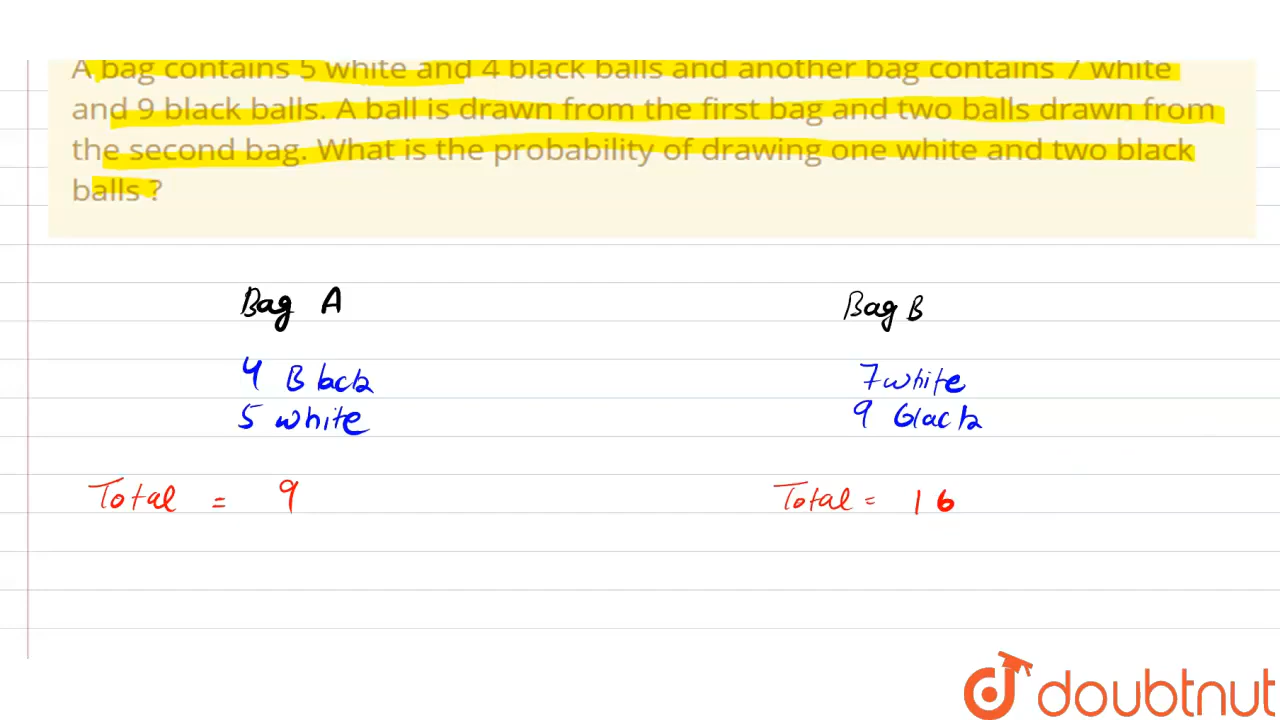 A bag contains 5 white and 4 black balls and another bag contains 7 white
and 9 black balls. A ball is drawn from the first bag and two balls drawn from
the second bag. What is the probability of drawing one white and two black
balls ?
Bag A
Bag B
4 Black
7 white
5 white
9 black
Total = 9
Total = 16
doubtnut